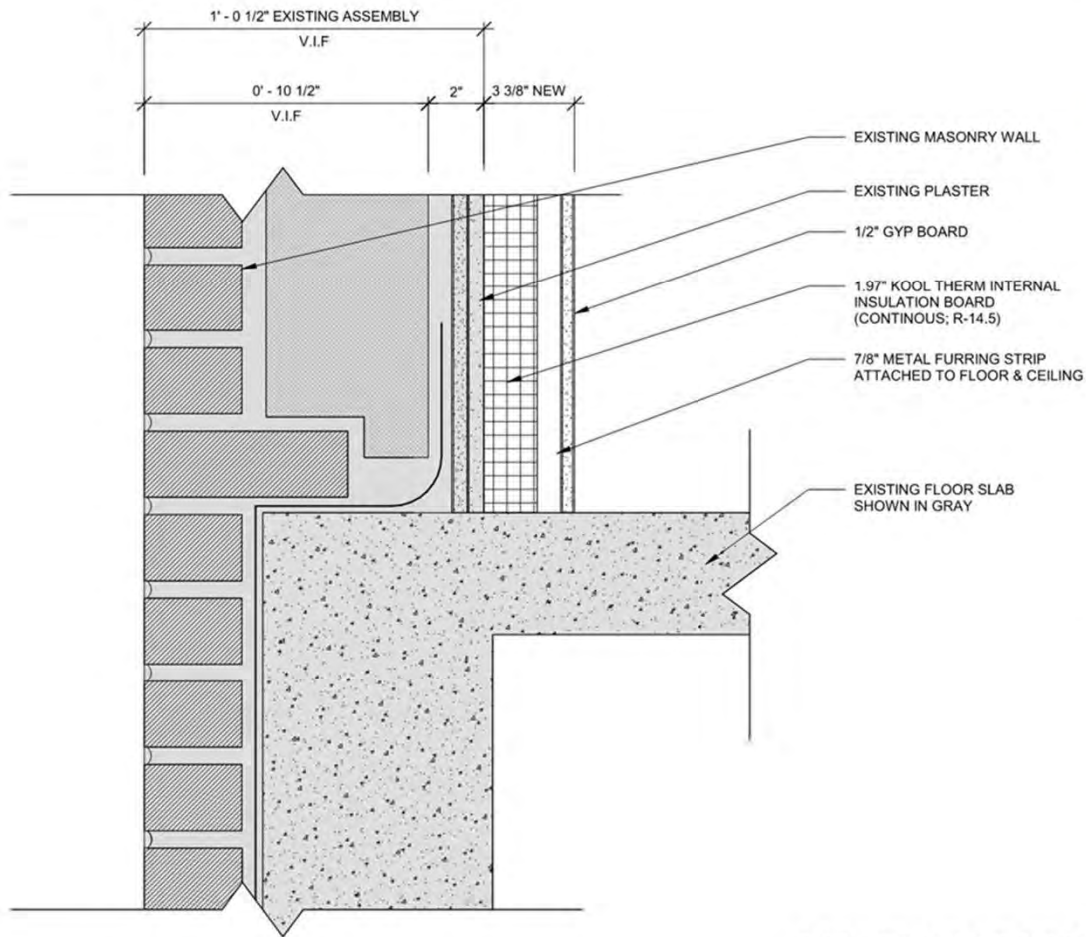 1' - 0 1/2" EXISTING ASSEMBLY
V.I.F
0' - 10 1/2"
2"
3 3/8" NEW
V.I.F
EXISTING MASONRY WALL
EXISTING PLASTER
1/2" GYP BOARD
1.97" KOOL THERM INTERNAL
INSULATION BOARD
(CONTINOUS; R-14.5)
7/8" METAL FURRING STRIP
ATTACHED TO FLOOR & CEILING
EXISTING FLOOR SLAB
SHOWN IN GRAY